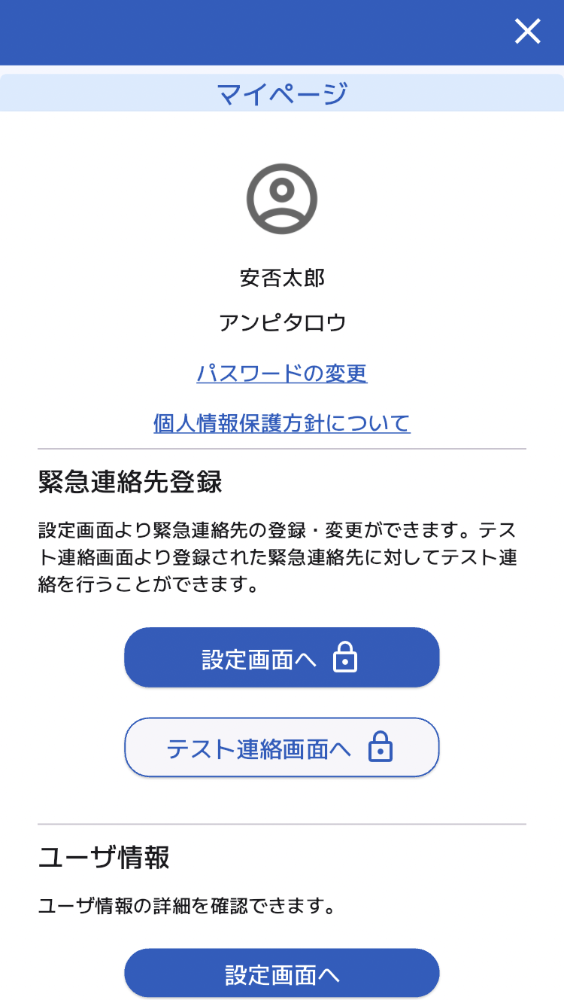 マイページ
安否太郎
アンピタロウ
パスワードの変更
個人情報保護方針について
緊急連絡先登録
設定画面より緊急連絡先の登録・変更ができます。テス
ト連絡画面より登録された緊急連絡先に対してテスト連
絡を行うことができます。
設定画面へ
テスト連絡画面へ
ユーザ情報
ユーザ情報の詳細を確認できます。
設定画面へ